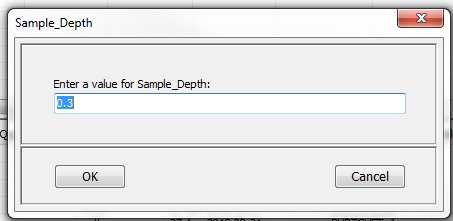 Sample_Depth
Enter a value for Sample_Depth:
0.3
OK
Cancel